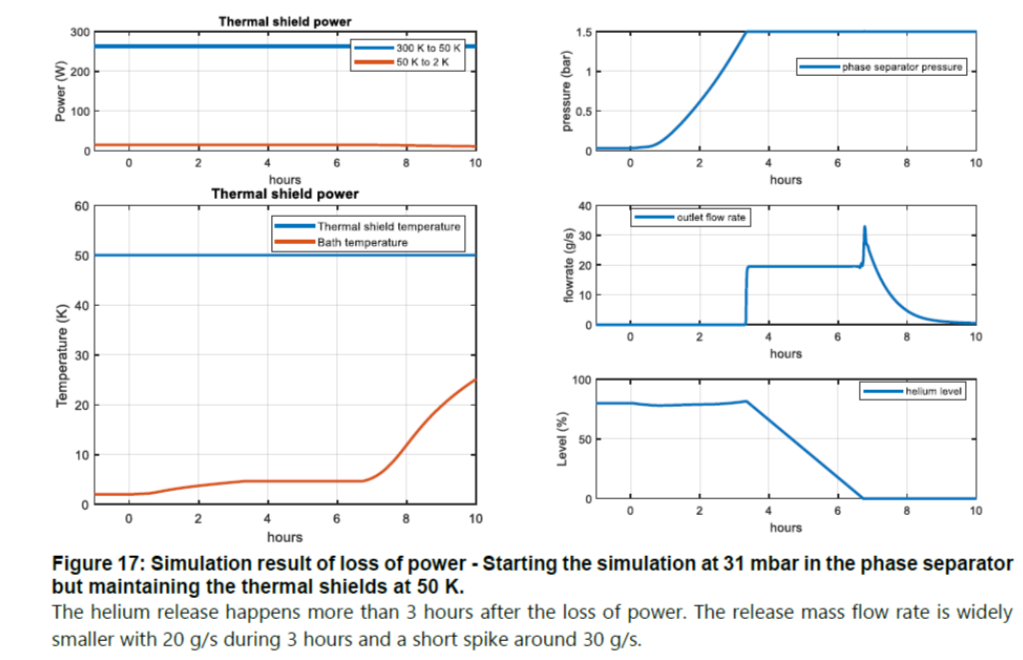 Thermal shield power
300
200
100
0
Power (W)
300 K to 50 K
50 K to 2 K
0 2 4 6 8 10
hours
1.5
1
0.5
0
pressure (bar)
phase separator pressure
0 2 4 6 8 10
hours
Thermal shield power
60
50
40
30
20
10
0
Temperature (K)
Thermal shield temperature
Bath temperature
0 2 4 6 8 10
hours
40
30
20
10
0
flowrate (g/s)
outlet flow rate
0 2 4 6 8 10
hours
100
50
0
Level (%)
helium level
0 2 4 6 8 10
hours
Figure 17: Simulation result of loss of power - Starting the simulation at 31 mbar in the phase separator
but maintaining the thermal shields at 50 K.
The helium release happens more than 3 hours after the loss of power. The release mass flow rate is widely
smaller with 20 g/s during 3 hours and a short spike around 30 g/s.